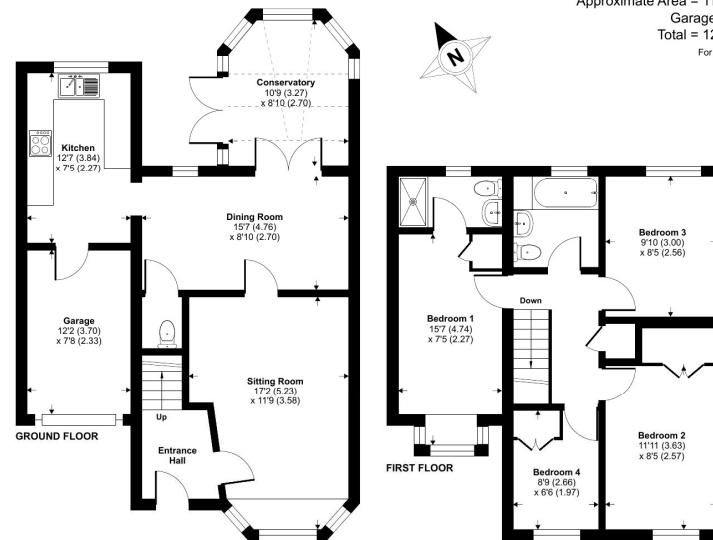 Approximate Area = 11
Garage
Total = 12
For
N
Conservatory
10'9 (3.27)
x 8'10 (2.70)
Kitchen
12'7 (3.84)
x 7'5 (2.27)
Dining Room
15'7 (4.76)
x 8'10 (2.70)
Garage
12'2 (3.70)
x 7'8 (2.33)
Sitting Room
17'2 (5.23)
x 11'9 (3.58)
Up
Entrance
Hall
GROUND FLOOR
Bedroom 3
9'10 (3.00)
x 8'5 (2.56)
Bedroom 1
15'7 (4.74)
x 7'5 (2.27)
Down
Bedroom 2
11'11 (3.63)
x 8'5 (2.57)
Bedroom 4
8'9 (2.66)
x 6'6 (1.97)
FIRST FLOOR